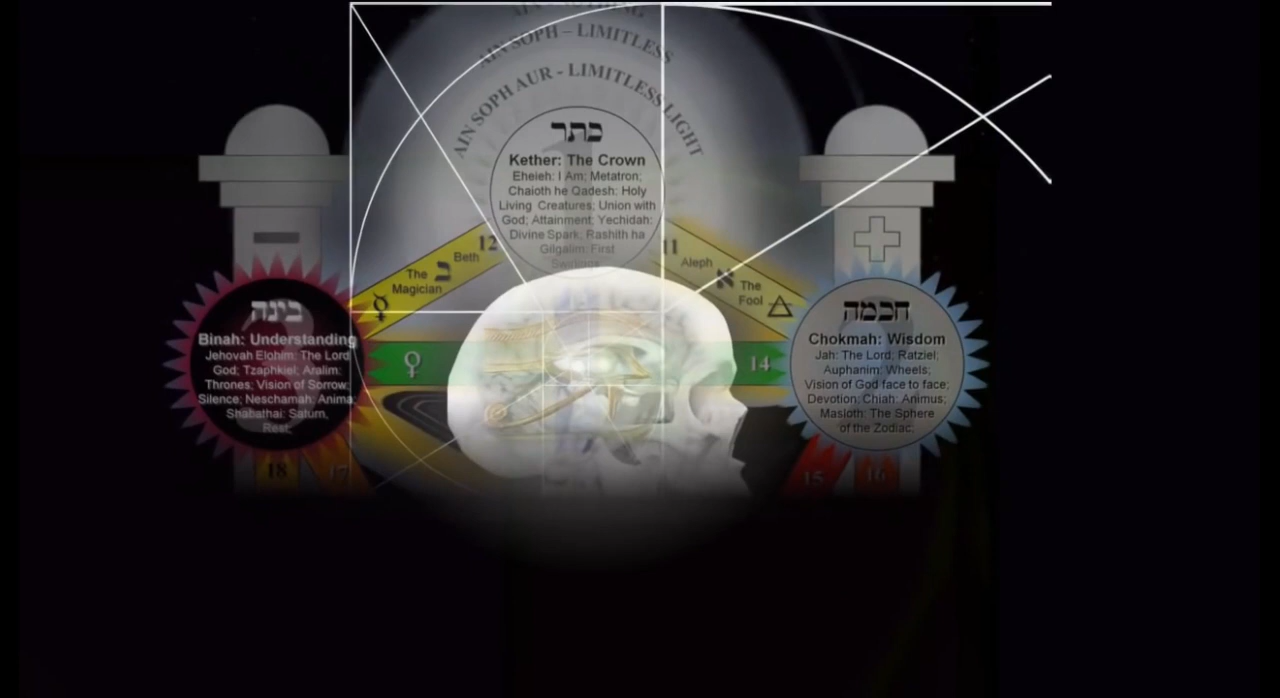 AIN SOPH – LIMITLESS
AIN SOPH AUR - LIMITLESS LIGHT
כתר
Kether: The Crown
Eheieh: I Am; Metatron;
Chaioth he Qadesh: Holy
Living Creatures; Union with
God; Attainment; Yechidah:
Divine Spark; Rashith ha
Gilgalim: First
12
Beth
ב
The
Magician
11
Aleph
א
The
Fool
בינה
Binah: Understanding
Jehovah Elohim: The Lord
God; Tzaphkiel; Aralim:
Thrones; Vision of Sorrow;
Silence; Neschamah: Anima;
Shabathai: Saturn,
Rest;
14
חכמה
Chokmah: Wisdom
Jah: The Lord; Ratziel;
Auphanim: Wheels;
Vision of God face to face;
Devotion; Chiah: Animus;
Masloth: The Sphere
of the Zodiac;
18
17
15
16